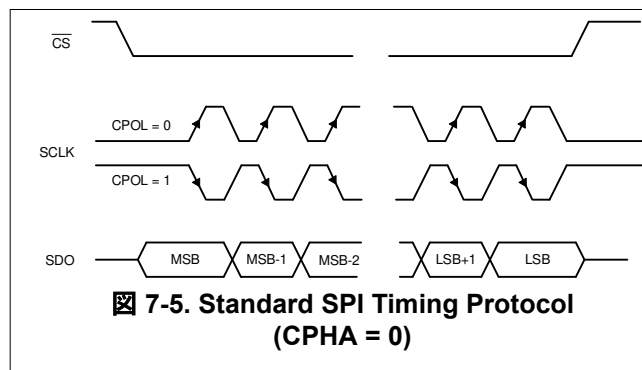 CS
CPOL = 0
SCLK
CPOL = 1
SDO
MSB
MSB-1
MSB-2
LSB+1
LSB
図 7-5. Standard SPI Timing Protocol
(CPHA = 0)